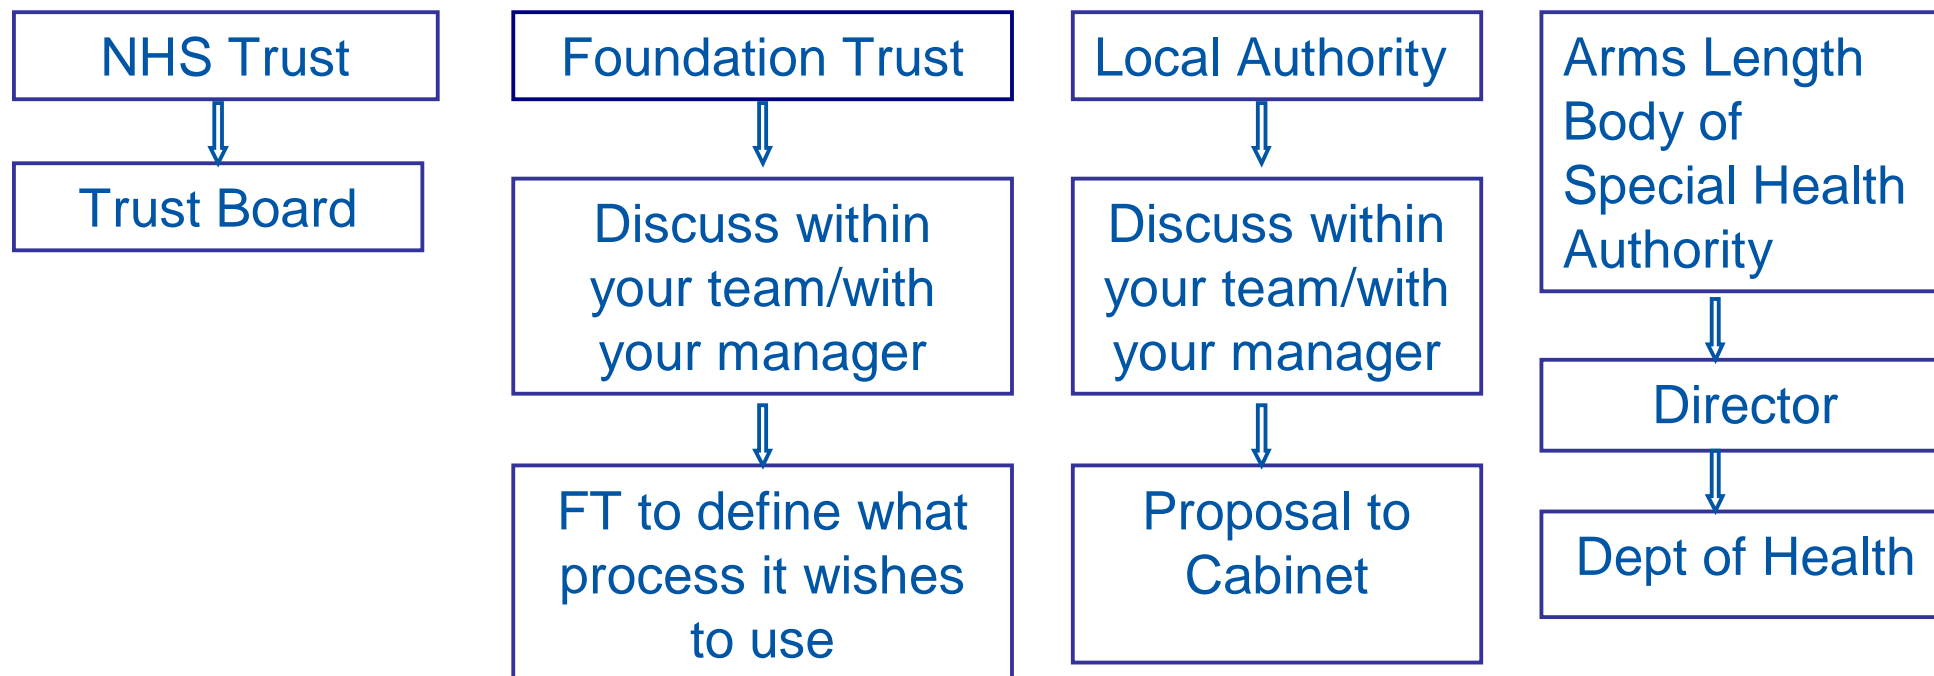 NHS Trust
Trust Board
Foundation Trust
Discuss within
your team/with
your manager
FT to define what
process it wishes
to use
Local Authority
Discuss within
your team/with
your manager
Proposal to
Cabinet
Arms Length
Body of
Special Health
Authority
Director
Dept of Health